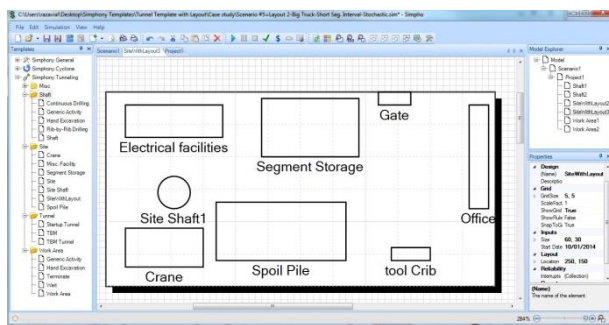 C:\Users\razavial\Desktop\Simphony Templates\Tunnel Template with Layout\Case study\Scenario #5=Layout 2-Big Truck-Short Seg. Interval-Stochastic.sim* - Simpho
File Edit Simulation View Help
Templates
Simphony General
Simphony Cyclone
Simphony Tunneling
Misc
Shaft
Continuous Drilling
Generic Activity
Hand Excavation
Rib-by-Rib Drilling
Shaft
Site
Crane
Misc. Facility
Segment Storage
Site
Site Shaft
SiteWithLayout
Spoil Pile
Tunnel
Startup Tunnel
TBM
TBM Tunnel
Work Area
Generic Activity
Hand Excavation
Terminate
Work Area
Scenario1 SiteWithLayout3 Project1
Gate
Electrical facilities
Segment Storage
Site Shaft1
Office
Crane
Spoil Pile
tool Crib
Model Explorer
Model
Scenario1
Project1
Shaft1
Shaft2
SiteWithLayout2
SiteWithLayout3
Work Area1
Work Area2
Properties
Design
(Name) SiteWithLayout
Descriptio
Grid
GridSize 5, 5
ScaleFact 1
ShowGrid True
ShowRule False
SnapToGr True
Inputs
Size 60, 30
Start Date 10/01/2014
Layout
Location 250, 150
Reliability
Interrupts (Collection)
(Name)
The name of the element.
284%